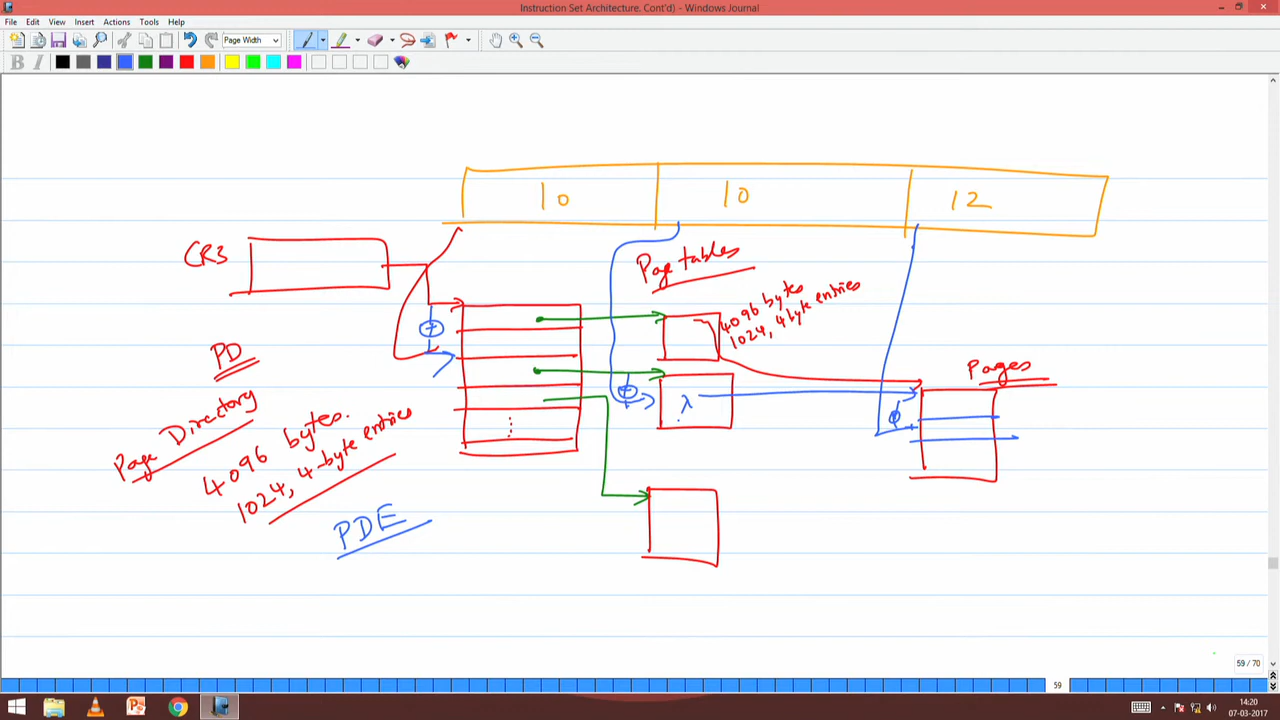 Instruction Set Architecture. Cont'd) - Windows Journal
File Edit View Insert Actions Tools Help
Page Width
B I
10 10 12
CR3
Page tables
4096 bytes
1024, 4 byte entries
Pages
PD
Page Directory
4096 bytes.
1024, 4-byte entries
PDE
λ
59 / 70
59
14:20
07-03-2017